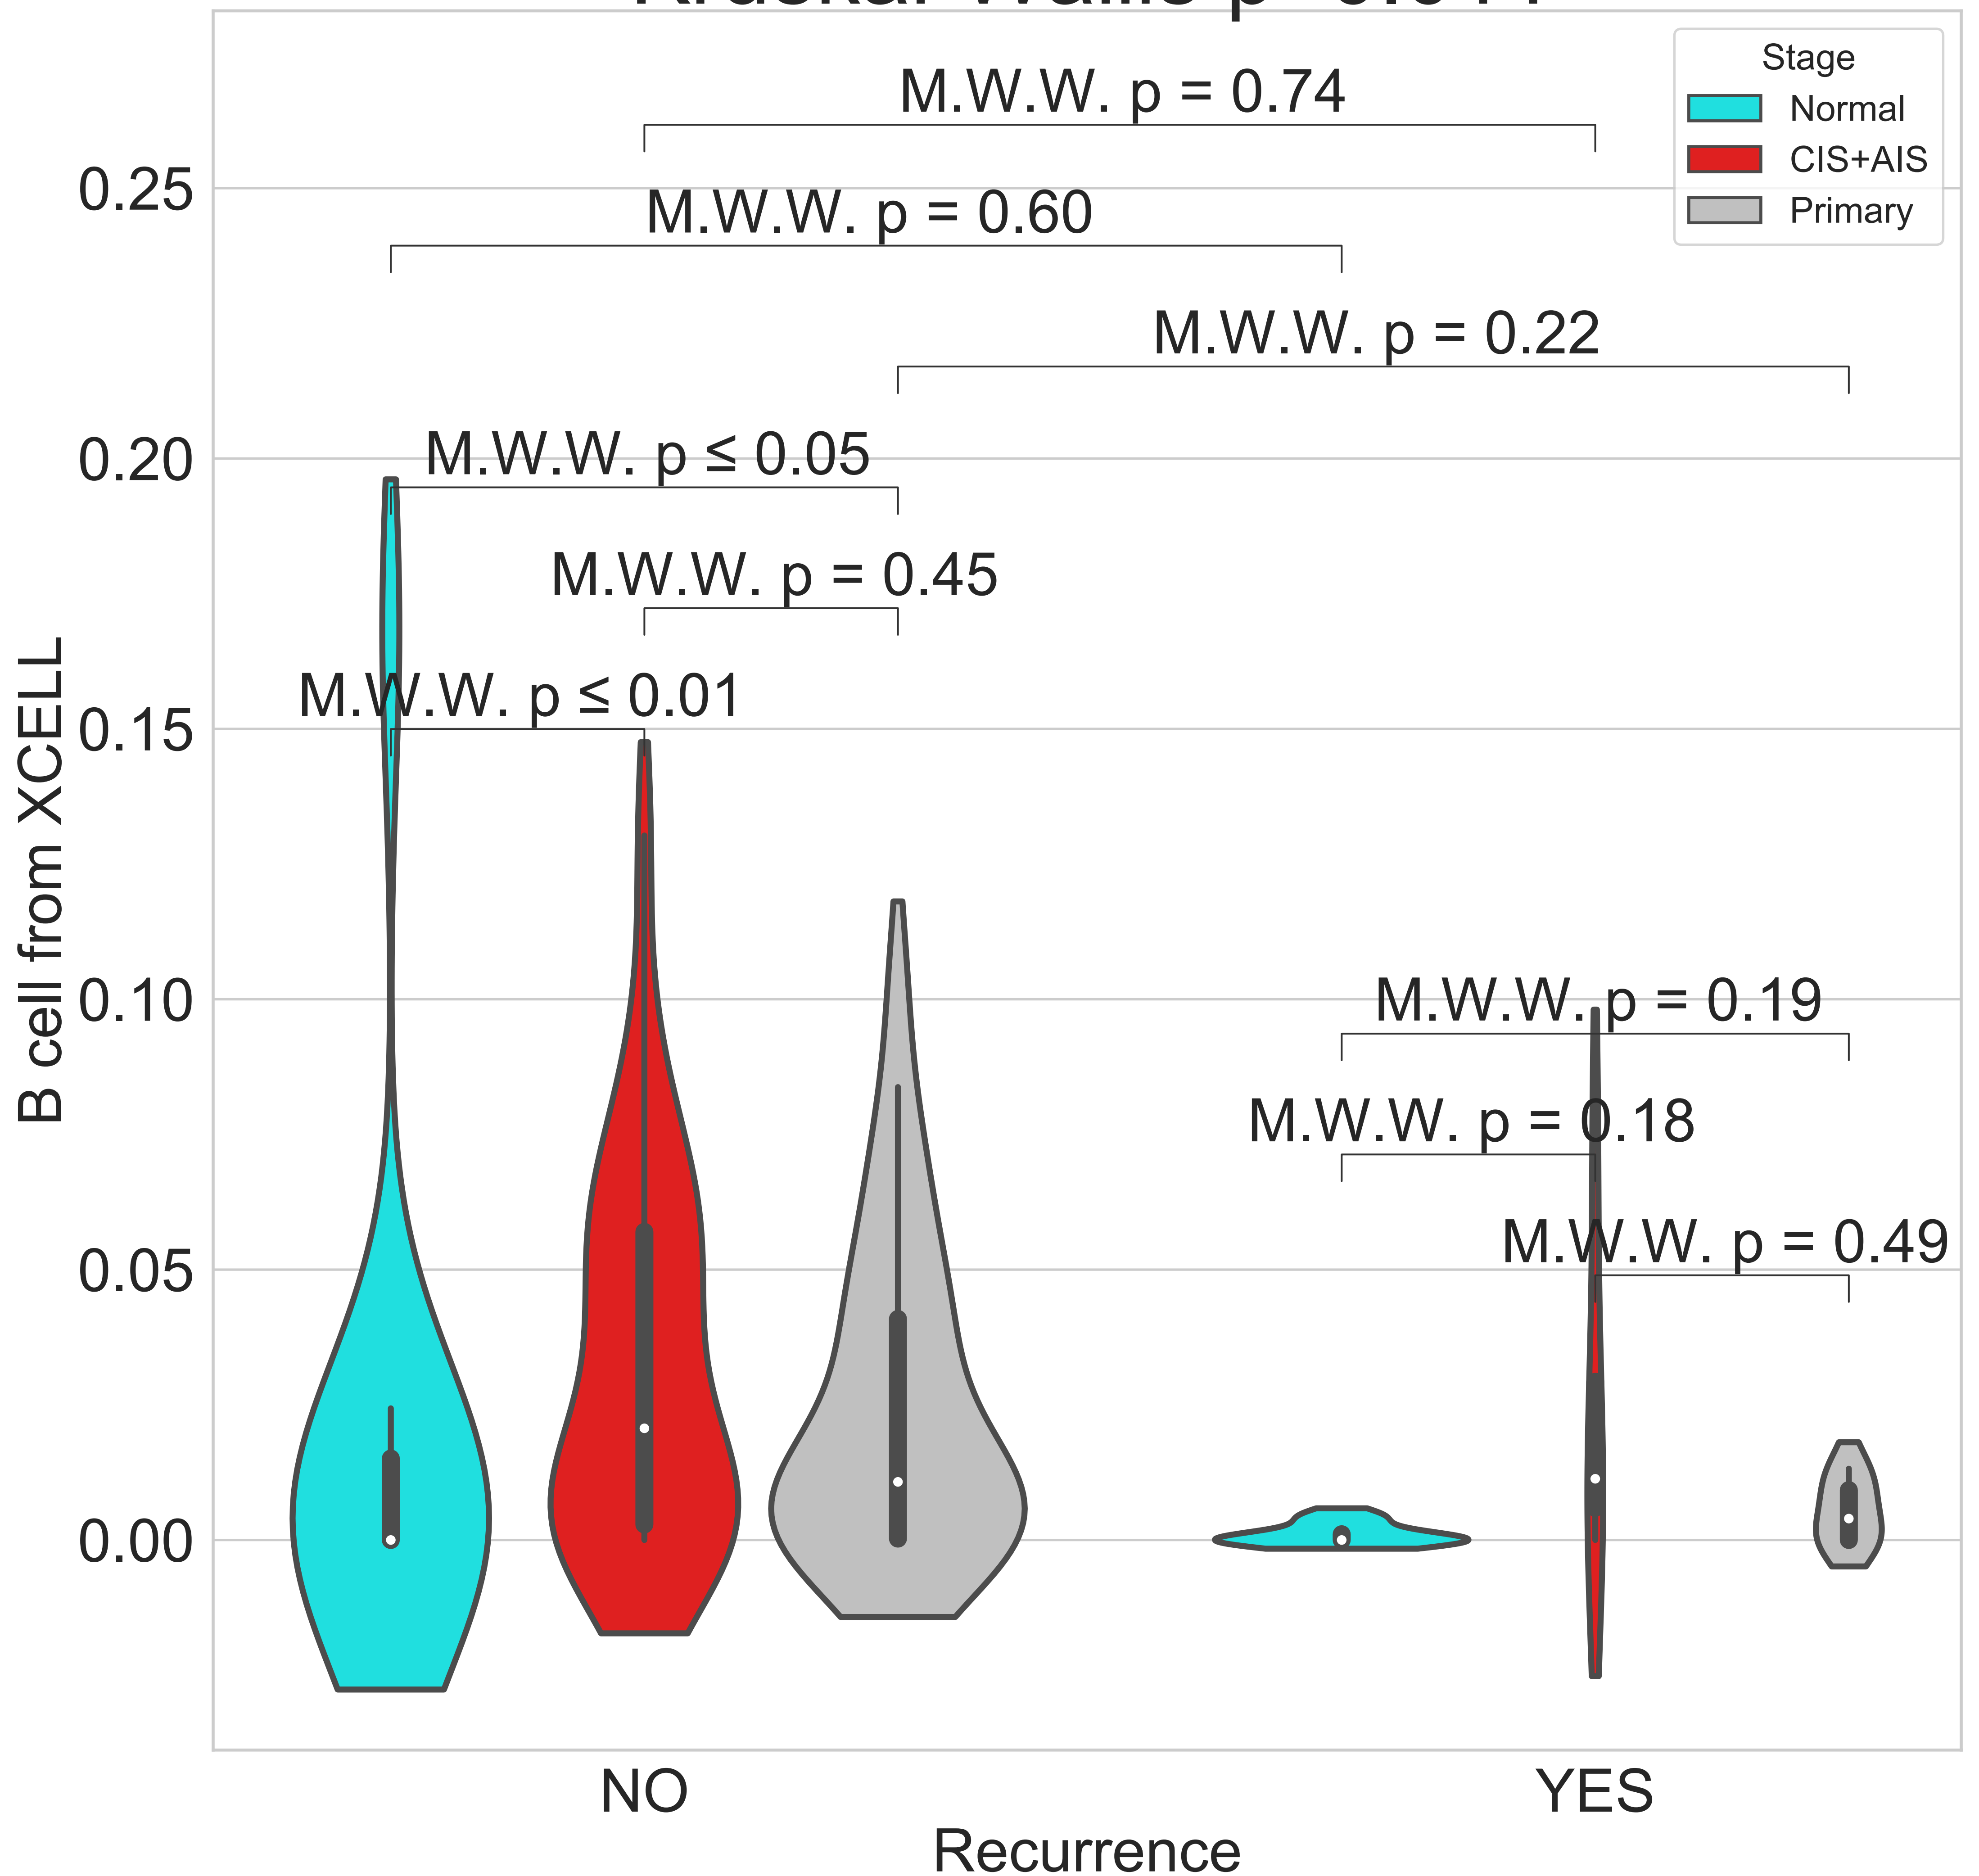 Stage
Normal
CIS+AIS
Primary
M.W.W. p = 0.74
M.W.W. p = 0.60
M.W.W. p = 0.22
M.W.W. p ≤ 0.05
M.W.W. p = 0.45
M.W.W. p ≤ 0.01
M.W.W. p = 0.19
M.W.W. p = 0.18
M.W.W. p = 0.49
B cell from XCELL
0.25
0.20
0.15
0.10
0.05
0.00
NO
YES
Recurrence